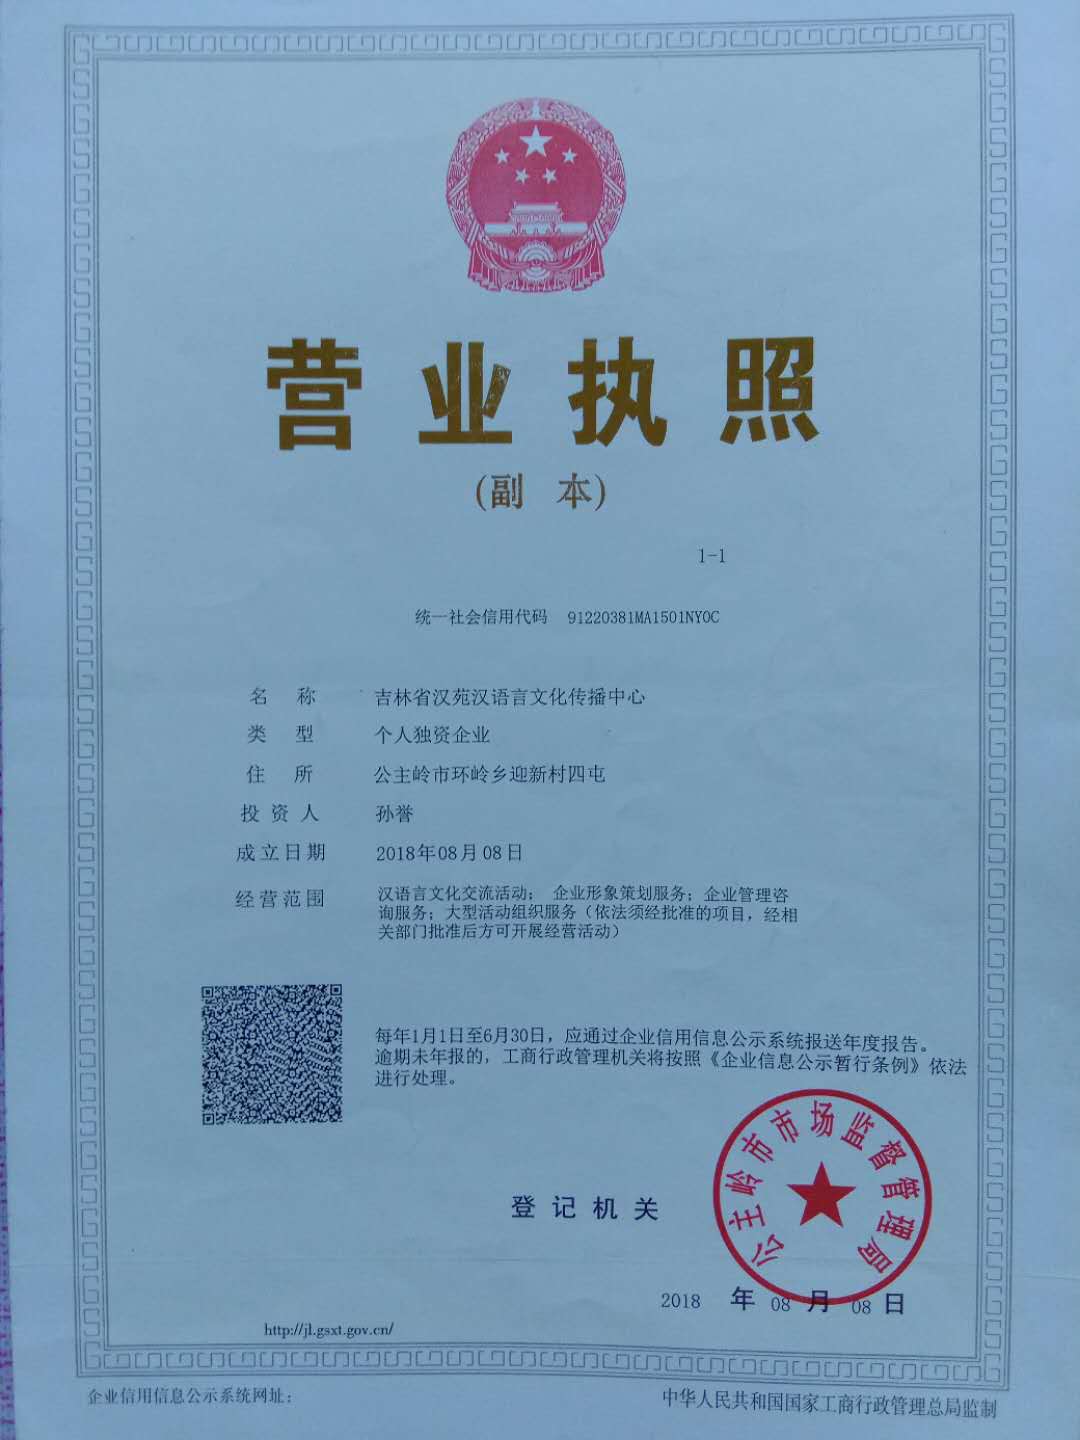 营业执照
(副 本)
1-1
统一社会信用代码 91220381MA1501NY0C
名称 吉林省汉苑汉语言文化传播中心
类型 个人独资企业
住所 公主岭市环岭乡迎新村四屯
投资人 孙誉
成立日期 2018年08月08日
经营范围 汉语言文化交流活动； 企业形象策划服务；企业管理咨
询服务；大型活动组织服务（依法须经批准的项目，经相
关部门批准后方可开展经营活动）
每年1月1日至6月30日，应通过企业信用信息公示系统报送年度报告。
逾期未年报的，工商行政管理机关将按照《企业信息公示暂行条例》依法
进行处理。
公主岭市市场监督管理局
登记机关
2018 年 08 月 08 日
http://jl.gsxt.gov.cn/
企业信用信息公示系统网址：
中华人民共和国国家工商行政管理总局监制